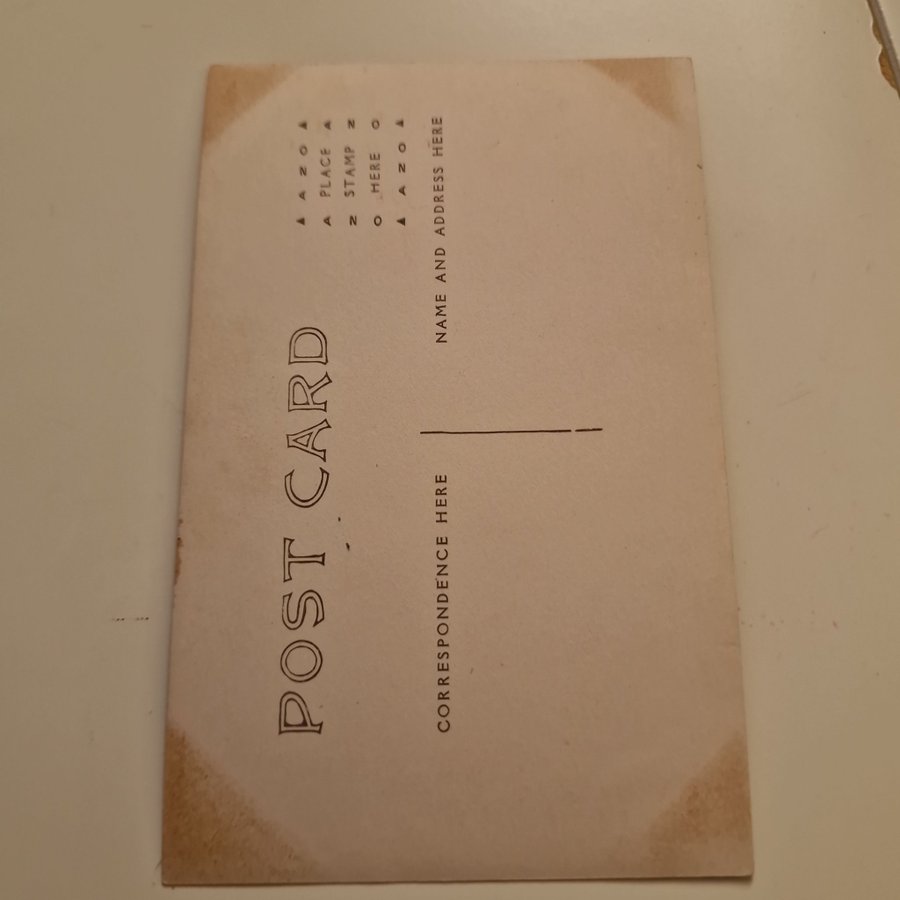 POST CARD
▲ A Z O ▲
A PLACE A
Z STAMP Z
O HERE O
▲ A Z O ▲
CORRESPONDENCE HERE
NAME AND ADDRESS HERE